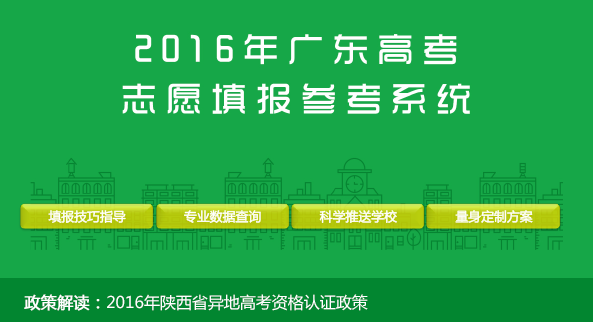 2016年广东高考
志愿填报参考系统
填报技巧指导
专业数据查询
科学推送学校
量身定制方案
政策解读：2016年陕西省异地高考资格认证政策